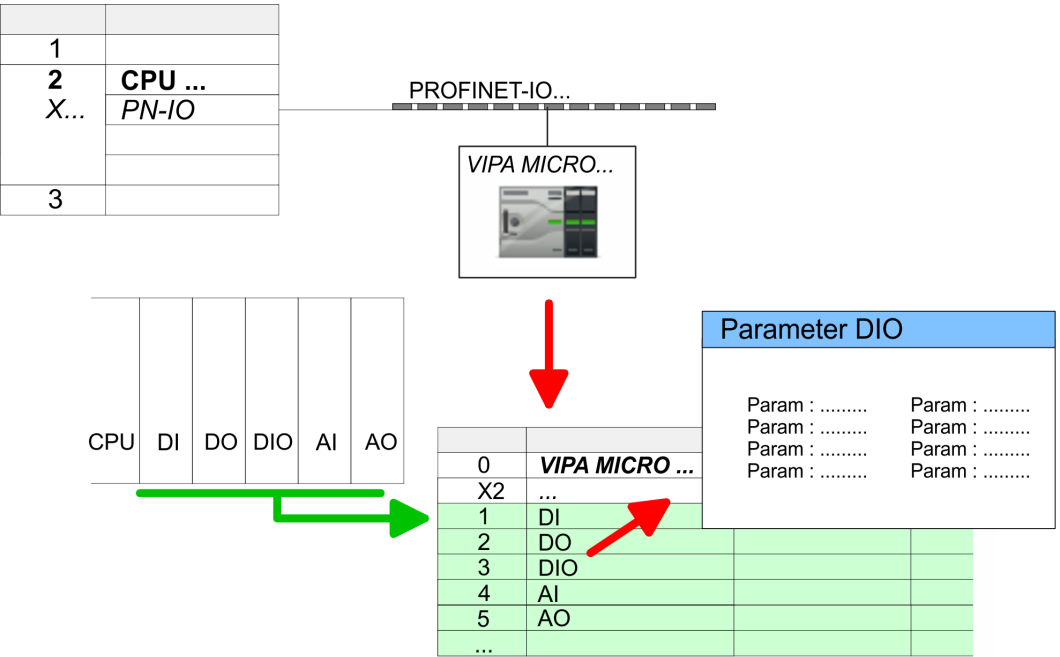 1
2 CPU ...
X... PN-IO
3
PROFINET-IO...
VIPA MICRO...
CPU DI DO DIO AI AO
0 VIPA MICRO ...
X2 ...
1 DI
2 DO
3 DIO
4 AI
5 AO
...
Parameter DIO
Param : ......... Param : .........
Param : ......... Param : .........
Param : ......... Param : .........
Param : ......... Param : .........